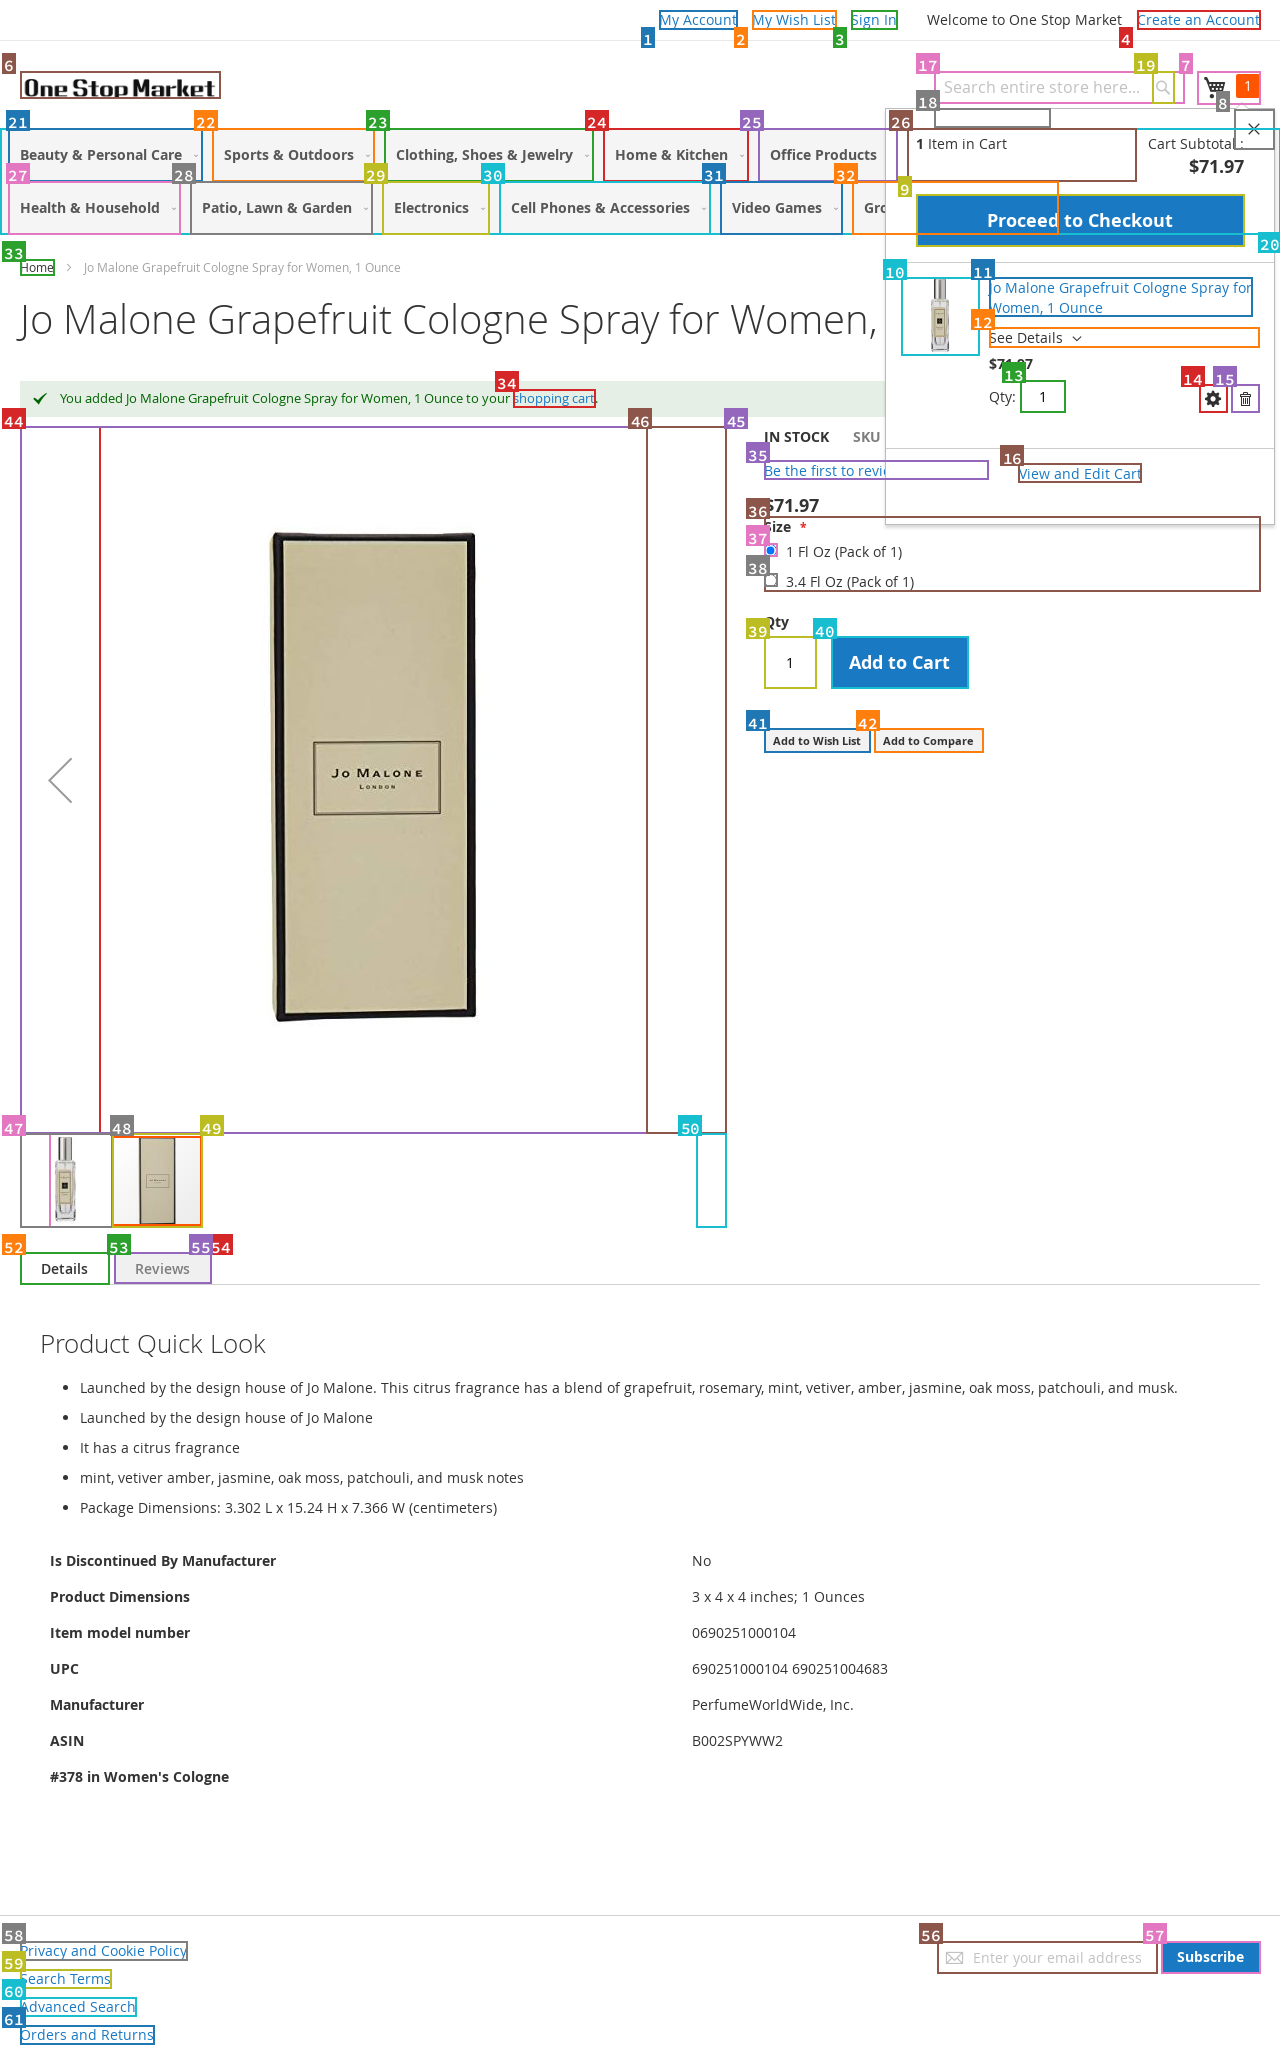 My Account My Wish List Sign In Welcome to One Stop Market Create an Account
1 2 3 4
6 17 19 7
One Stop Market Search entire store here... 1
18 8
21 22 23 24 25 26
Beauty & Personal Care Sports & Outdoors Clothing, Shoes & Jewelry Home & Kitchen Office Products
1 Item in Cart Cart Subtotal :
$71.97
27 28 29 30 31 32 9
Health & Household Patio, Lawn & Garden Electronics Cell Phones & Accessories Video Games Gro
Proceed to Checkout
33 20
Home Jo Malone Grapefruit Cologne Spray for Women, 1 Ounce
10 11
Jo Malone Grapefruit Cologne Spray for
Women, 1 Ounce
12
See Details
$71.97
13 14 15
Qty: 1
16
View and Edit Cart
Jo Malone Grapefruit Cologne Spray for Women,
34
You added Jo Malone Grapefruit Cologne Spray for Women, 1 Ounce to your shopping cart.
44 46 45
IN STOCK SKU
35
Be the first to revie
36
$71.97
Size *
37
1 Fl Oz (Pack of 1)
38
3.4 Fl Oz (Pack of 1)
Qty
39 40
1 Add to Cart
41 42
Add to Wish List Add to Compare
JO MALONE
LONDON
47 48 49 50
52 53 55 54
Details Reviews
Product Quick Look
Launched by the design house of Jo Malone. This citrus fragrance has a blend of grapefruit, rosemary, mint, vetiver, amber, jasmine, oak moss, patchouli, and musk.
Launched by the design house of Jo Malone
It has a citrus fragrance
mint, vetiver amber, jasmine, oak moss, patchouli, and musk notes
Package Dimensions: 3.302 L x 15.24 H x 7.366 W (centimeters)
Is Discontinued By Manufacturer No
Product Dimensions 3 x 4 x 4 inches; 1 Ounces
Item model number 0690251000104
UPC 690251000104 690251004683
Manufacturer PerfumeWorldWide, Inc.
ASIN B002SPYWW2
#378 in Women's Cologne
58 56 57
Privacy and Cookie Policy Enter your email address Subscribe
59
Search Terms
60
Advanced Search
61
Orders and Returns